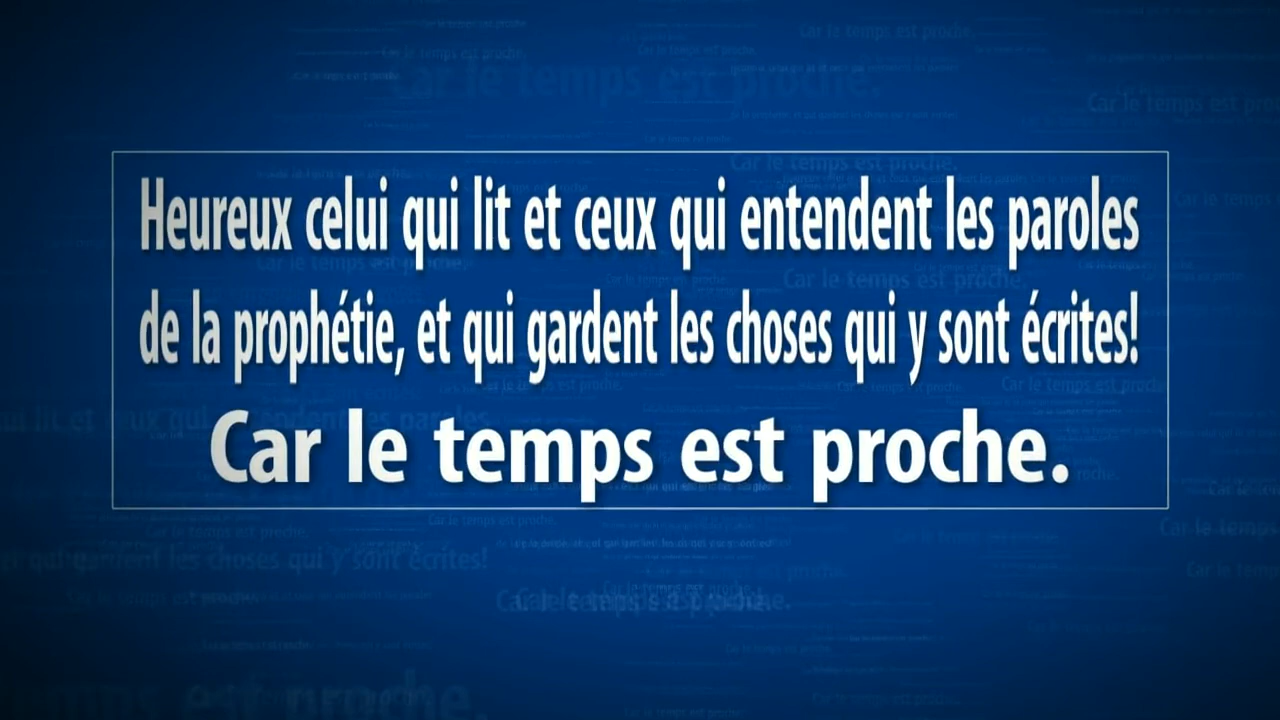 Heureux celui qui lit et ceux qui entendent les paroles
de la prophétie, et qui gardent les choses qui y sont écrites!
Car le temps est proche.